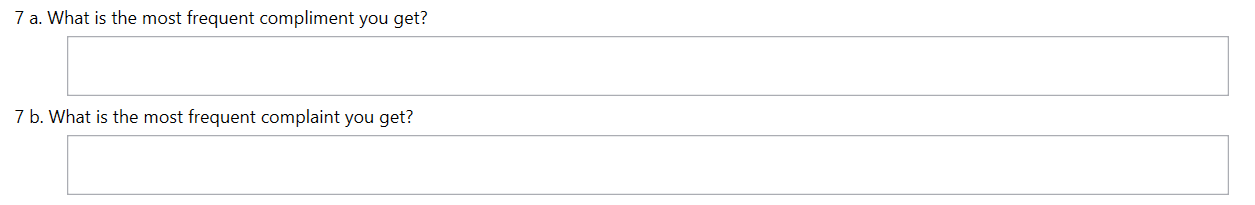 7 a. What is the most frequent compliment you get?
7 b. What is the most frequent complaint you get?